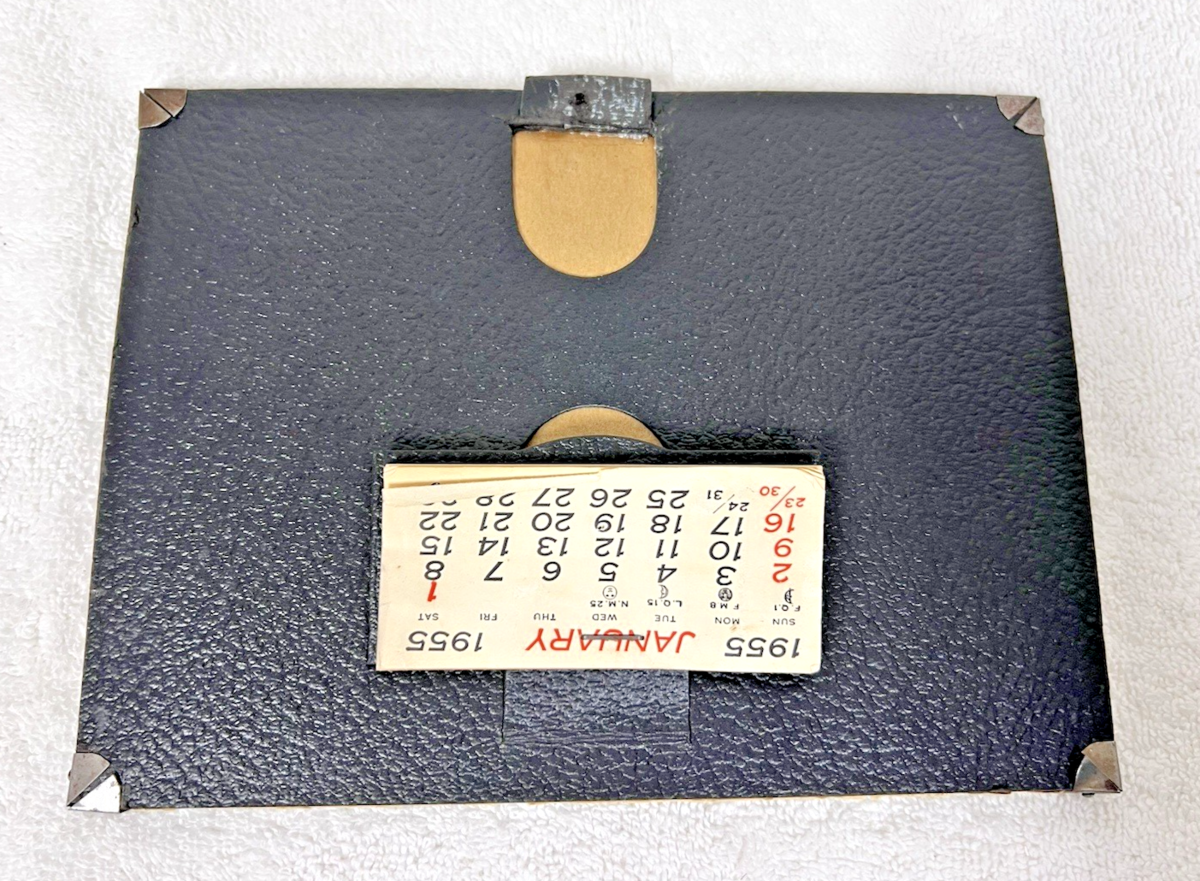 1955 JANUARY 1955
SUN MON TUE WED THU FRI SAT
F.Q.1 F.M 8 L.Q.15 N.M.25 1
2 3 4 5 6 7 8
9 10 11 12 13 14 15
16 17 18 19 20 21 22
23/30 24/31 25 26 27 28